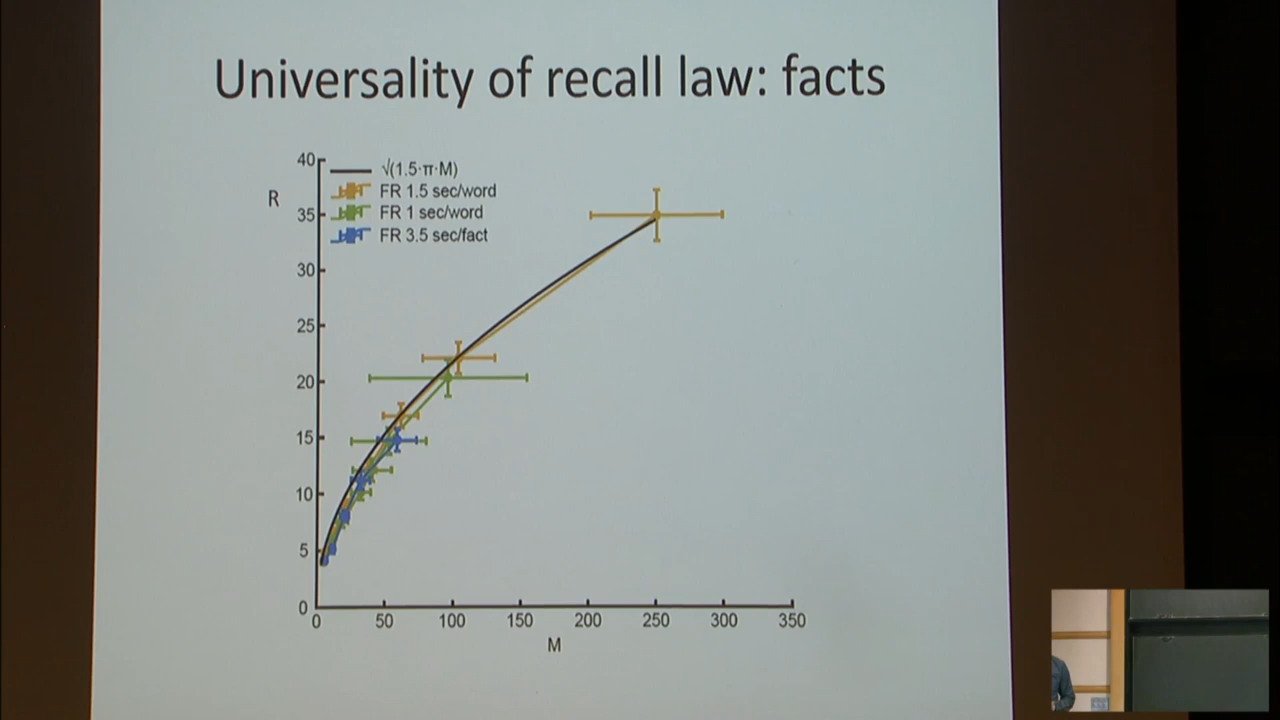 Universality of recall law: facts
40
R
√(1.5·π·M)
FR 1.5 sec/word
35
FR 1 sec/word
FR 3.5 sec/fact
30
25
20
15
10
5
0
0 50 100 150 200 250 300 350
M